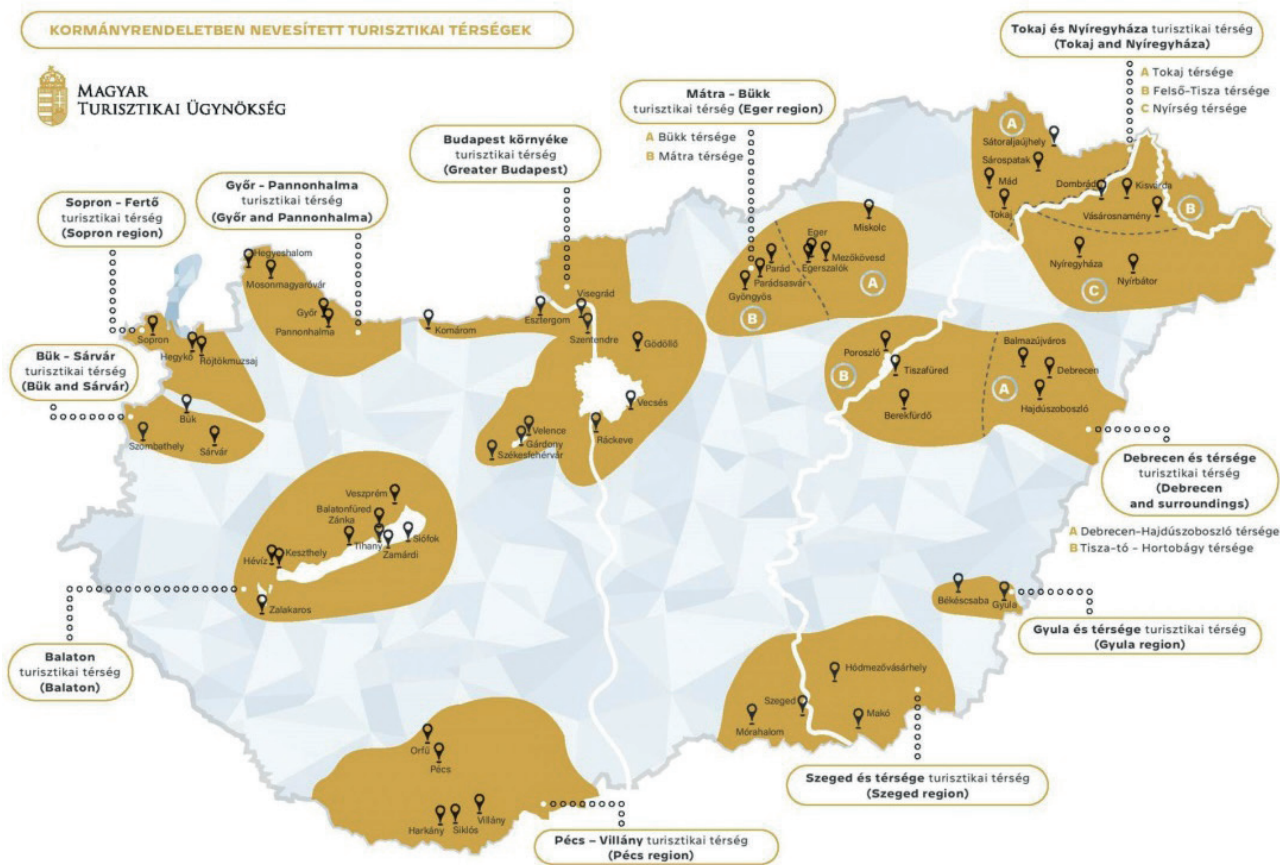 KORMÁNYRENDELETBEN NEVESÍTETT TURISZTIKAI TÉRSÉGEK
MAGYAR
TURISZTIKAI ÜGYNÖKSÉG
Tokaj és Nyíregyháza turisztikai térség
(Tokaj and Nyíregyháza)
A Tokaj térsége
B Felső-Tisza térsége
C Nyírség térsége
Mátra - Bükk
turisztikai térség (Eger region)
A Bükk térsége
B Mátra térsége
Budapest környéke
turisztikai térség
(Greater Budapest)
Győr - Pannonhalma
turisztikai térség
(Győr and Pannonhalma)
Sopron - Fertő
turisztikai térség
(Sopron region)
Bük - Sárvár
turisztikai térség
(Bük and Sárvár)
A
Sátoraljaújhely
Sárospatak
Mád
Tokaj
Dombrád
Kisvárda
Vásárosnamény
B
Nyíregyháza
Nyírbátor
C
Miskolc
Eger
Mezőkövesd
Egerszalók
Parád
Parádsasvár
Gyöngyös
A
B
Hegyeshalom
Mosonmagyaróvár
Győr
Pannonhalma
Sopron
Hegykő
Röjtökmuzsaj
Bük
Szombathely
Sárvár
Komárom
Esztergom
Visegrád
Szentendre
Gödöllő
Vecsés
Ráckeve
Velence
Gárdony
Székesfehérvár
Poroszló
Tiszafüred
Berekfürdő
B
Balmazújváros
Debrecen
Hajdúszoboszló
A
Debrecen és térsége
turisztikai térség
(Debrecen
and surroundings)
A Debrecen-Hajdúszoboszló térsége
B Tisza-tó - Hortobágy térsége
Veszprém
Balatonfüred
Zánka
Tihany
Siófok
Zamárdi
Keszthely
Hévíz
Zalakaros
Balaton
turisztikai térség
(Balaton)
Békéscsaba
Gyula
Gyula és térsége turisztikai térség
(Gyula region)
Hódmezővásárhely
Szeged
Makó
Mórahalom
Szeged és térsége turisztikai térség
(Szeged region)
Orfű
Pécs
Harkány
Siklós
Villány
Pécs - Villány turisztikai térség
(Pécs region)